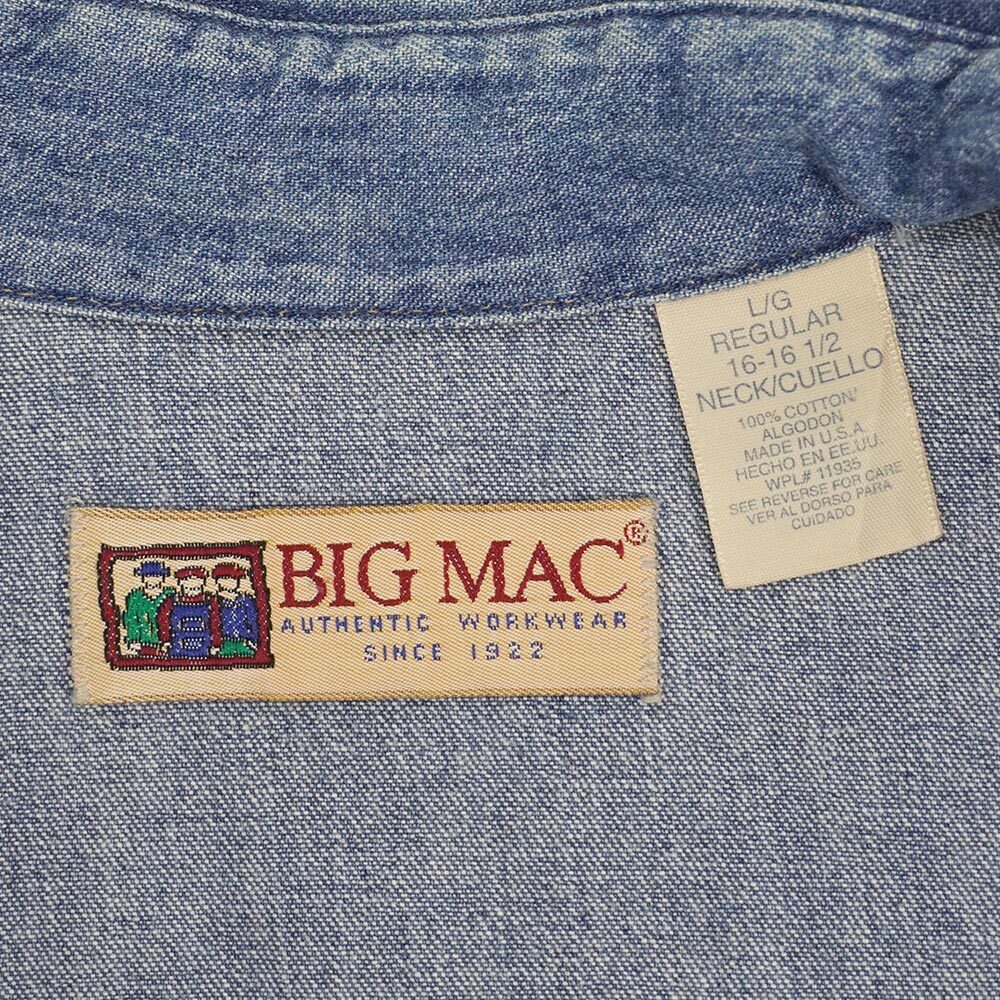 L/G
REGULAR
16-16 1/2
NECK/CUELLO
100% COTTON/
ALGODON
MADE IN U.S.A
HECHO EN EE.UU.
WPL# 11935
SEE REVERSE FOR CARE
VER AL DORSO PARA
CUIDADO
BIG MAC®
AUTHENTIC WORKWEAR
SINCE 1922